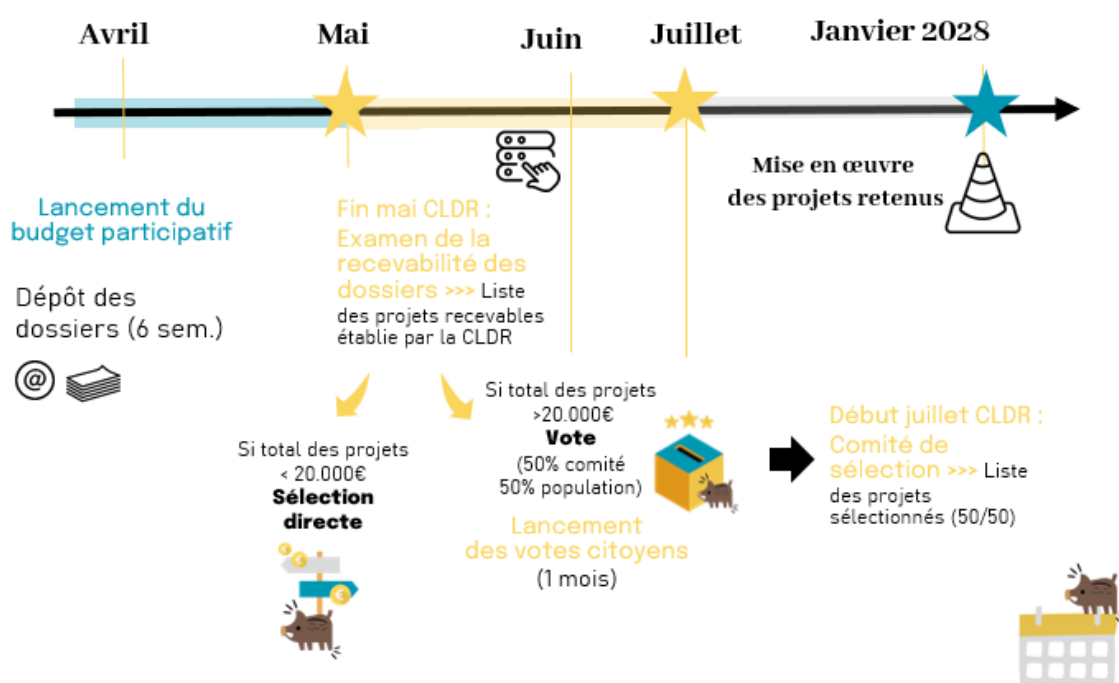 Avril
Mai
Juin
Juillet
Janvier 2028
Mise en œuvre
des projets retenus
Lancement du
budget participatif
Dépôt des
dossiers (6 sem.)
@
Fin mai CLDR :
Examen de la
recevabilité des
dossiers >>> Liste
des projets recevables
établie par la CLDR
Si total des projets
< 20.000€
Sélection
directe
€
€
€
Si total des projets
>20.000€
Vote
(50% comité
50% population)
Lancement
des votes citoyens
(1 mois)
Début juillet CLDR :
Comité de
sélection >>> Liste
des projets
sélectionnés (50/50)